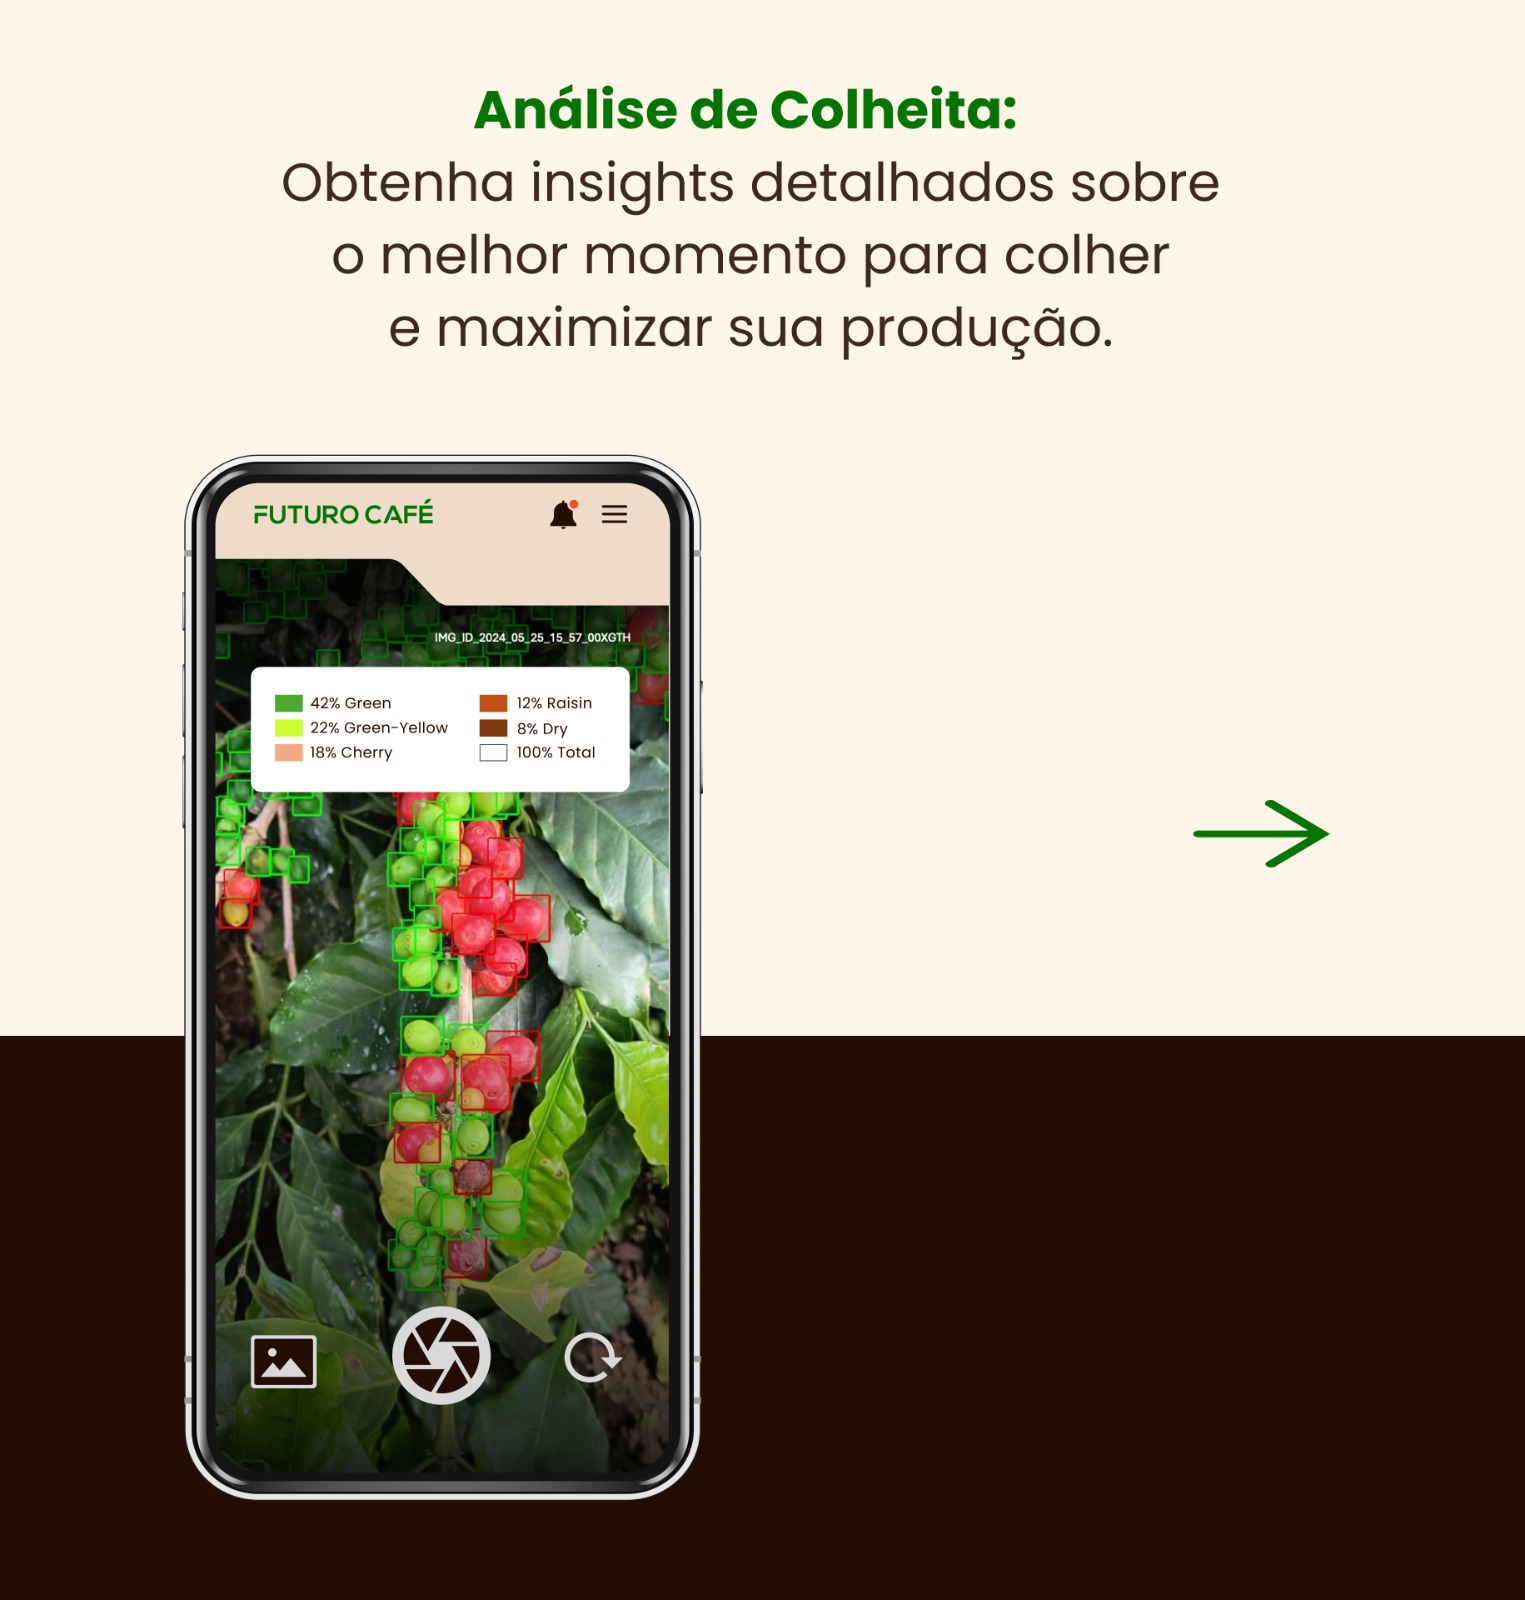 Análise de Colheita:
Obtenha insights detalhados sobre
o melhor momento para colher
e maximizar sua produção.
FUTURO CAFÉ
IMG_ID_2024_05_25_15_57_00XGTH
42% Green
22% Green-Yellow
18% Cherry
12% Raisin
8% Dry
100% Total